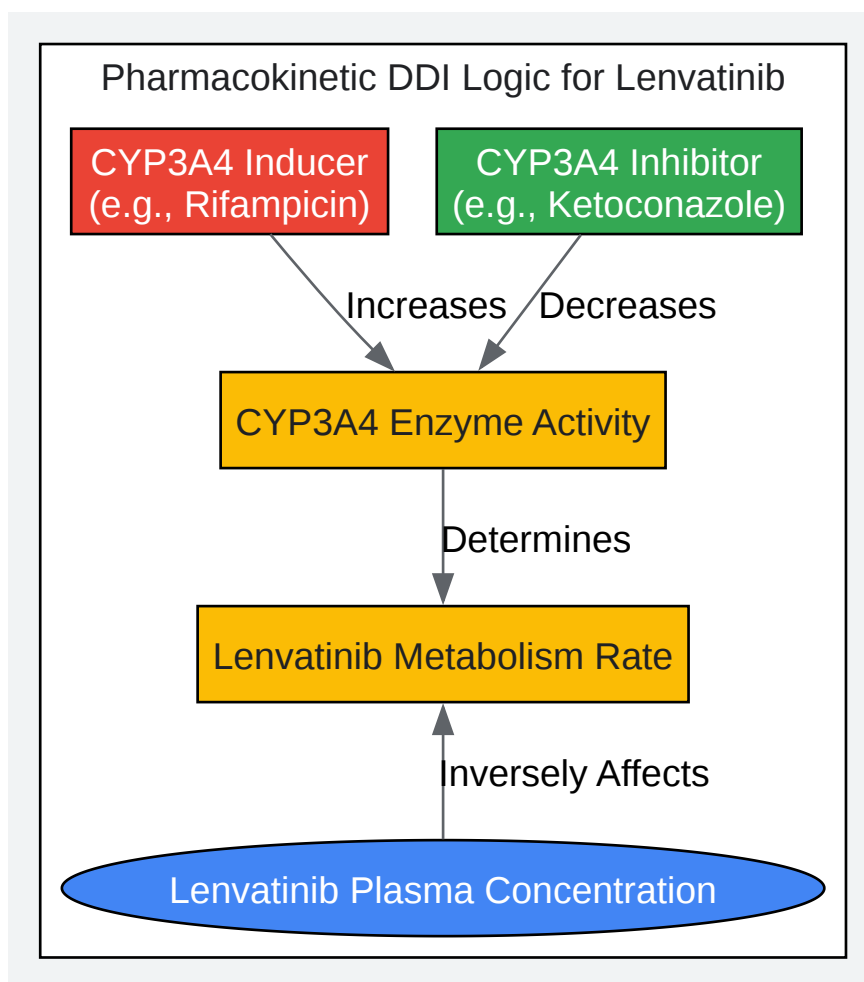 Pharmacokinetic DDI Logic for Lenvatinib
CYP3A4 Inducer
(e.g., Rifampicin)
CYP3A4 Inhibitor
(e.g., Ketoconazole)
Increases
Decreases
CYP3A4 Enzyme Activity
Determines
Lenvatinib Metabolism Rate
Inversely Affects
Lenvatinib Plasma Concentration